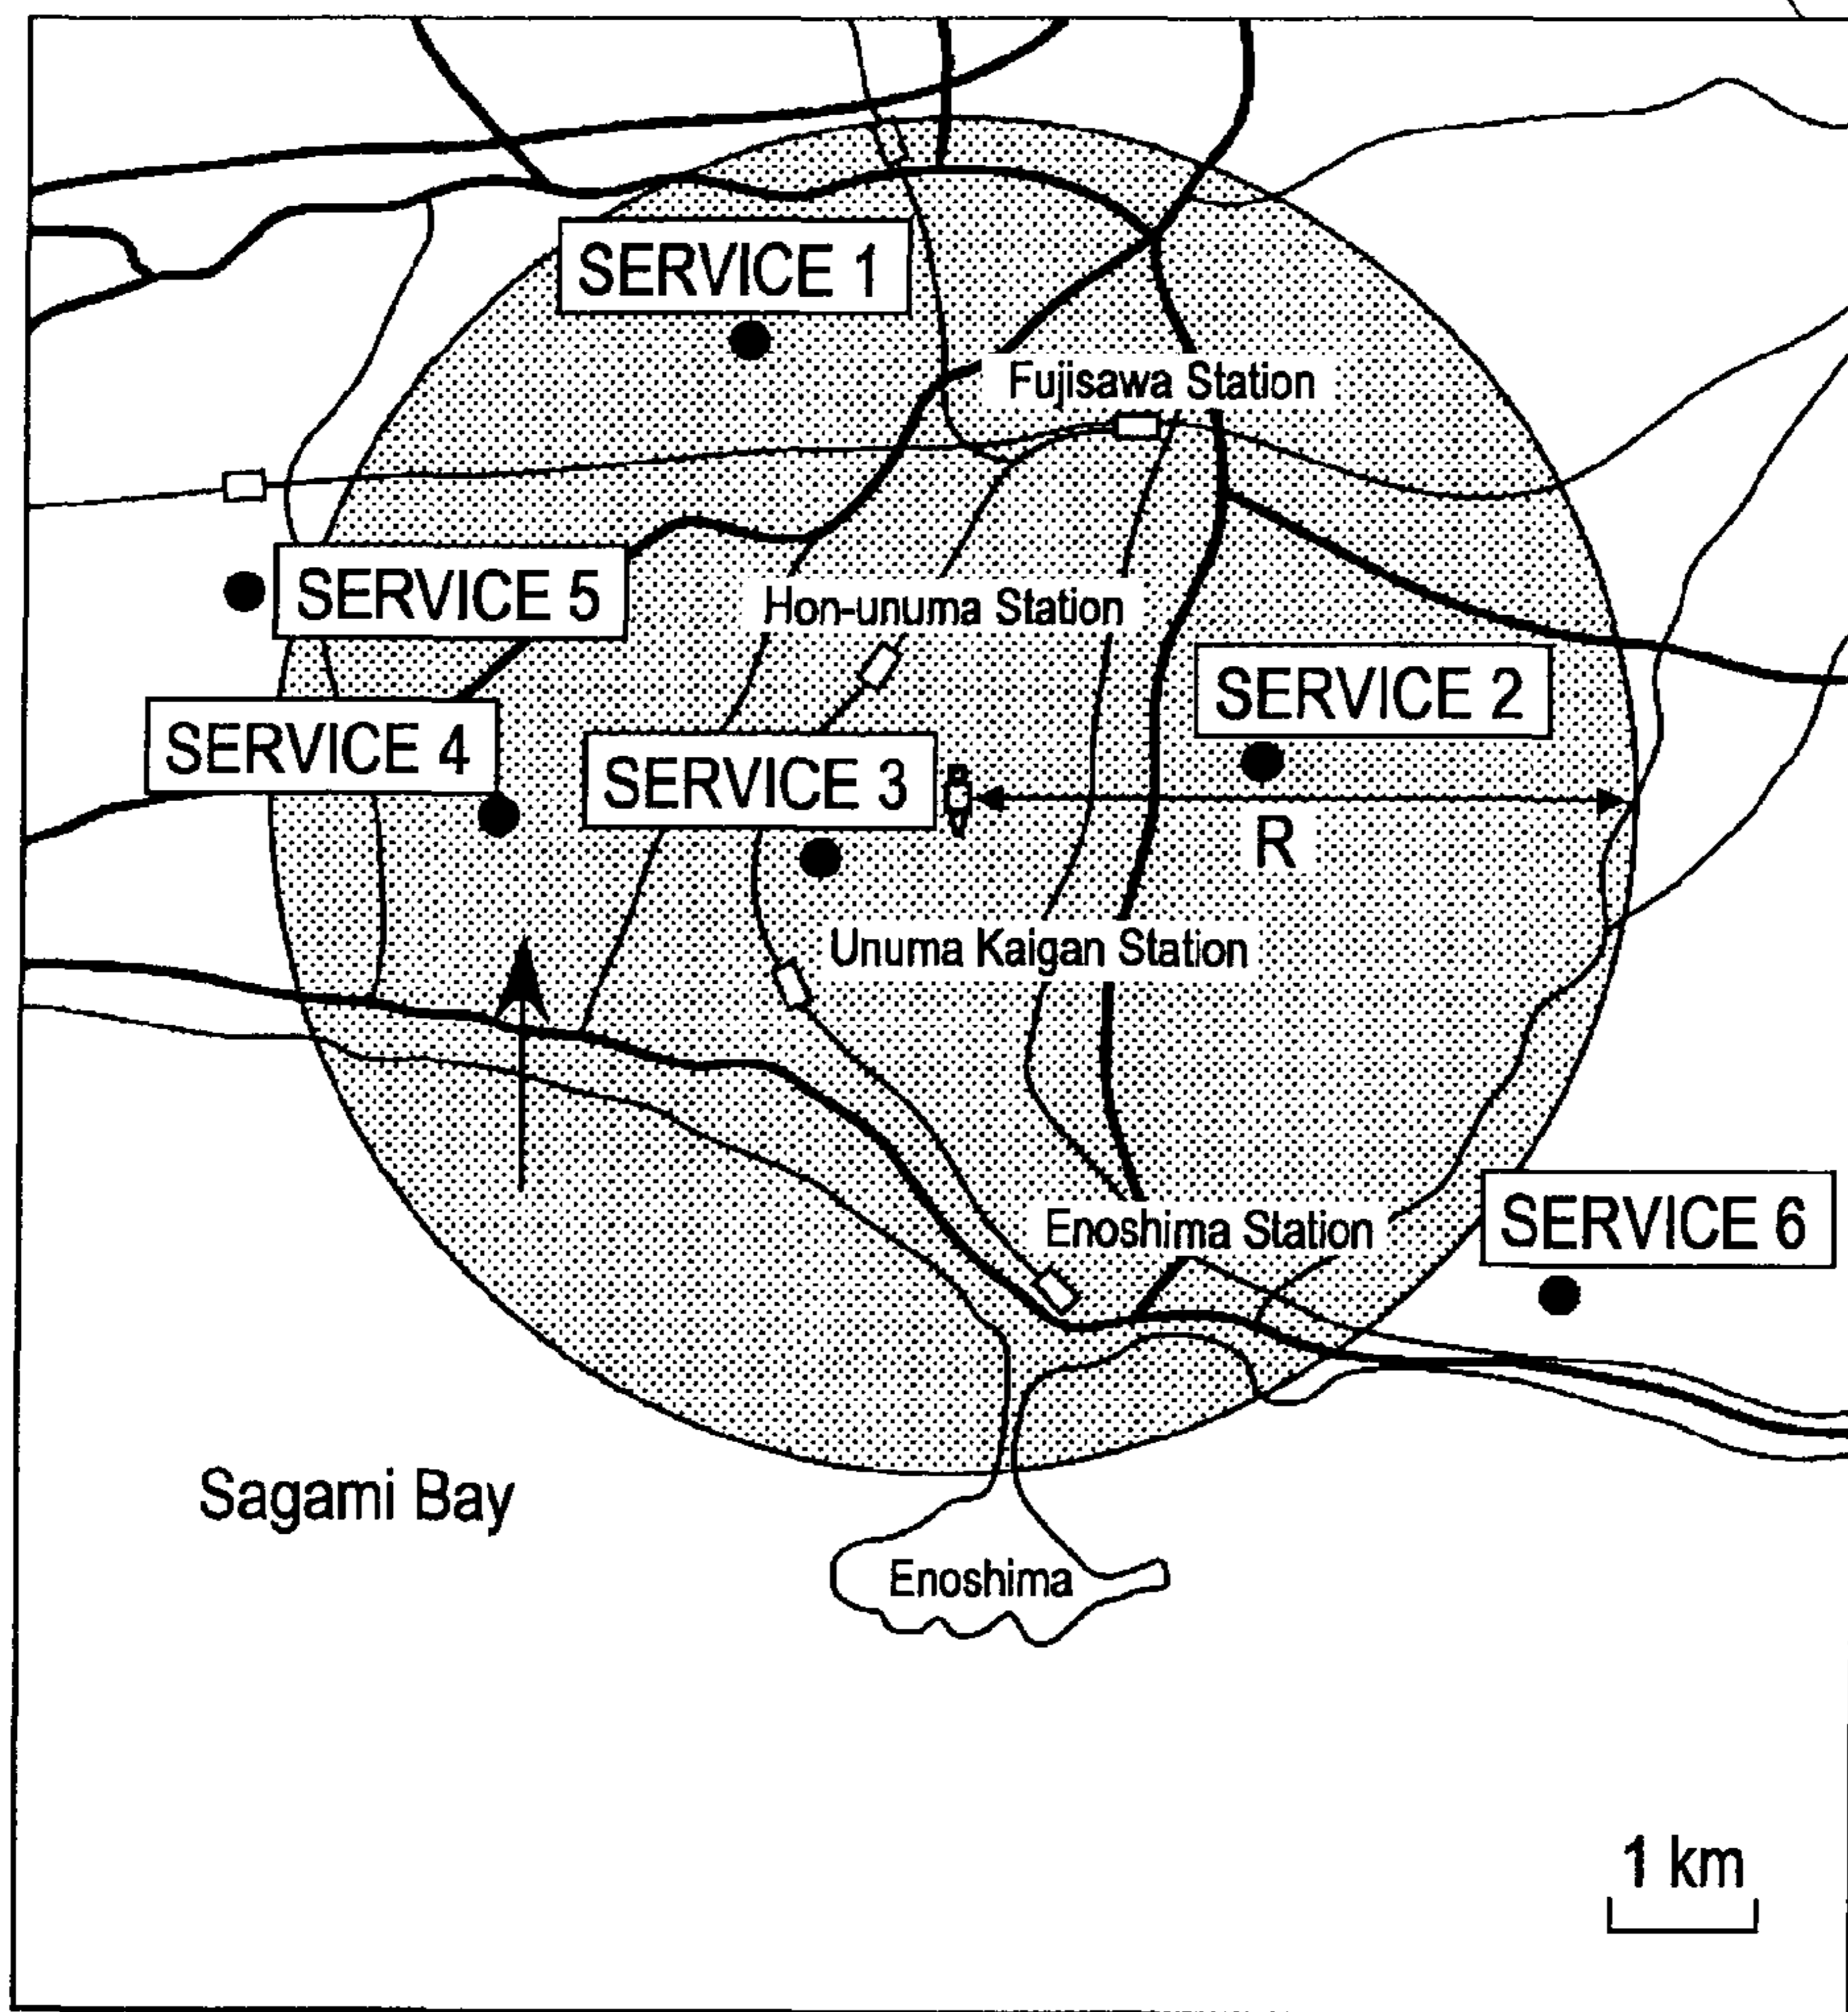 SERVICE 1
Fujisawa Station
SERVICE 5
Hon-unuma Station
SERVICE 2
SERVICE 4
SERVICE 3
R
Unuma Kaigan Station
Enoshima Station
SERVICE 6
Sagami Bay
Enoshima
1 km